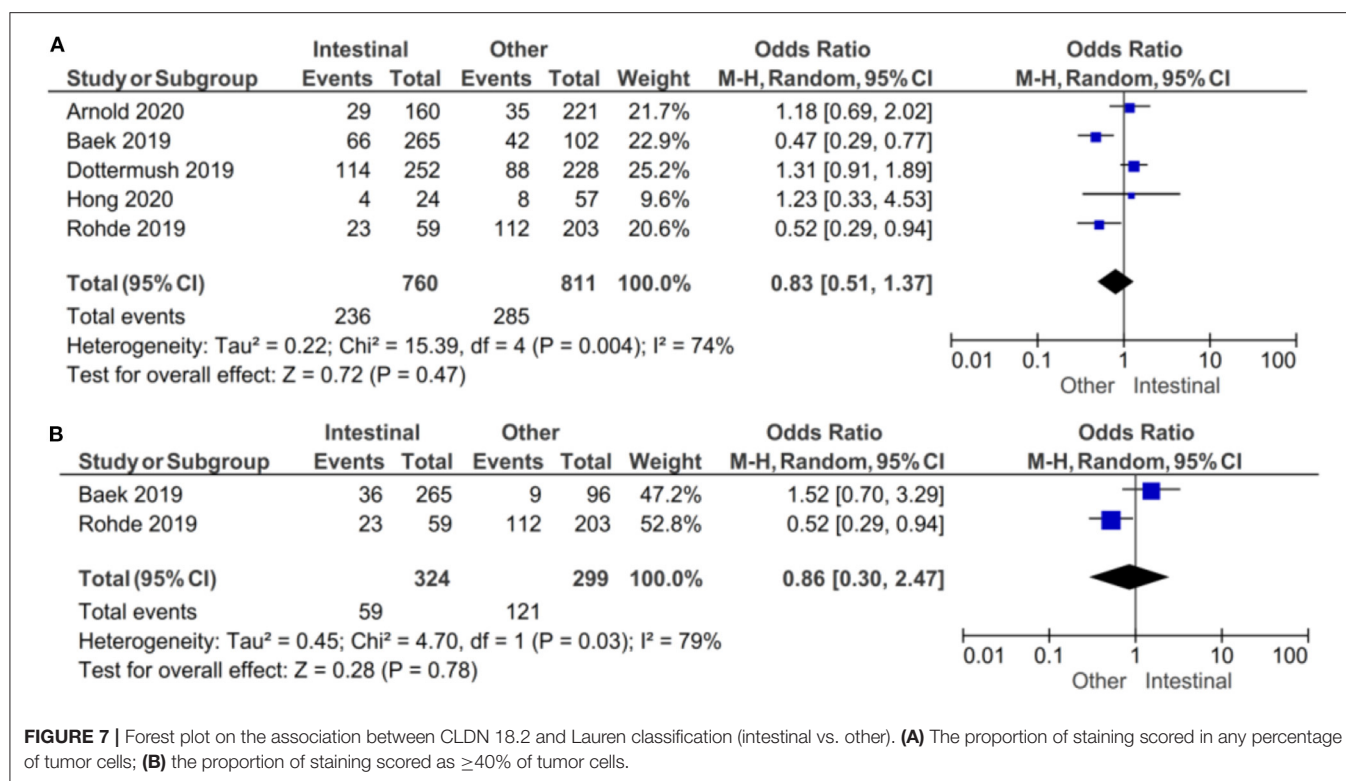 A
Intestinal Other Odds Ratio Odds Ratio
Study or Subgroup Events Total Events Total Weight M-H, Random, 95% CI M-H, Random, 95% CI
Arnold 2020 29 160 35 221 21.7% 1.18 [0.69, 2.02]
Baek 2019 66 265 42 102 22.9% 0.47 [0.29, 0.77]
Dottermush 2019 114 252 88 228 25.2% 1.31 [0.91, 1.89]
Hong 2020 4 24 8 57 9.6% 1.23 [0.33, 4.53]
Rohde 2019 23 59 112 203 20.6% 0.52 [0.29, 0.94]
Total (95% CI) 760 811 100.0% 0.83 [0.51, 1.37]
Total events 236 285
Heterogeneity: Tau² = 0.22; Chi² = 15.39, df = 4 (P = 0.004); I² = 74%
Test for overall effect: Z = 0.72 (P = 0.47)
0.01 0.1 1 10 100
Other Intestinal
B
Intestinal Other Odds Ratio Odds Ratio
Study or Subgroup Events Total Events Total Weight M-H, Random, 95% CI M-H, Random, 95% CI
Baek 2019 36 265 9 96 47.2% 1.52 [0.70, 3.29]
Rohde 2019 23 59 112 203 52.8% 0.52 [0.29, 0.94]
Total (95% CI) 324 299 100.0% 0.86 [0.30, 2.47]
Total events 59 121
Heterogeneity: Tau² = 0.45; Chi² = 4.70, df = 1 (P = 0.03); I² = 79%
Test for overall effect: Z = 0.28 (P = 0.78)
0.01 0.1 1 10 100
Other Intestinal
FIGURE 7 | Forest plot on the association between CLDN 18.2 and Lauren classification (intestinal vs. other). (A) The proportion of staining scored in any percentage
of tumor cells; (B) the proportion of staining scored as ≥40% of tumor cells.